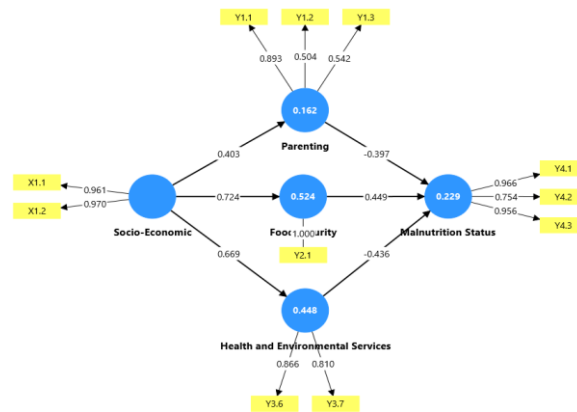 Y1.1
Y1.2
Y1.3
0.893
0.504
0.542
0.162
Parenting
0.403
-0.397
X1.1
X1.2
0.961
0.970
Socio-Economic
0.724
0.524
1.000
0.449
0.229
Malnutrition Status
0.966
0.754
0.956
Y4.1
Y4.2
Y4.3
Y2.1
0.669
-0.436
0.448
Health and Environmental Services
0.866
0.810
Y3.6
Y3.7